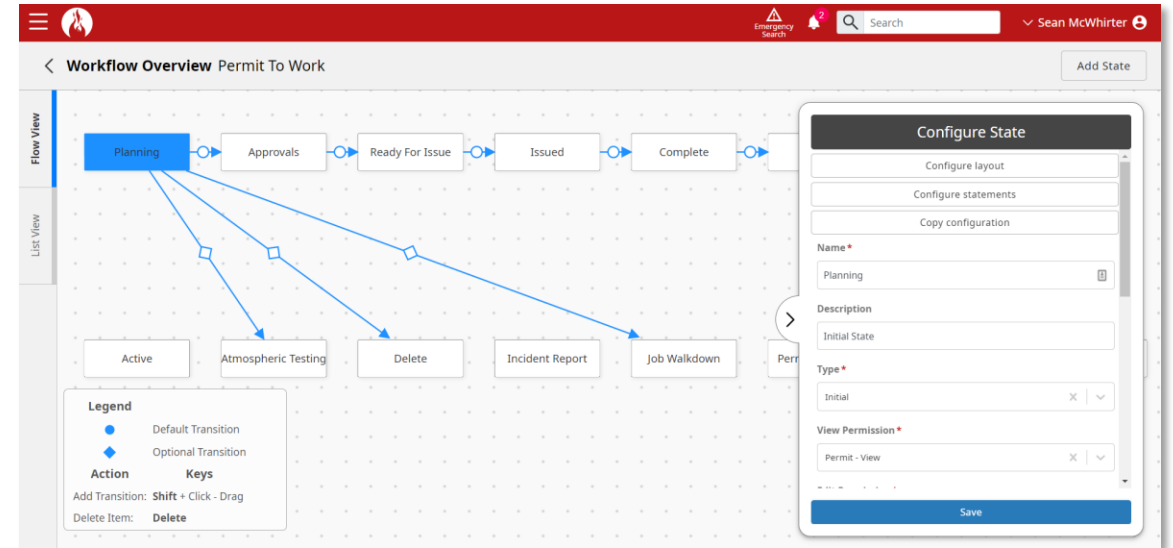 Emergency
Search
2
Search
Sean McWhirter
Workflow Overview Permit To Work
Add State
Flow View
List View
Planning
Approvals
Ready For Issue
Issued
Complete
Active
Atmospheric Testing
Delete
Incident Report
Job Walkdown
Legend
Default Transition
Optional Transition
Action Keys
Add Transition: Shift + Click - Drag
Delete Item: Delete
Configure State
Configure layout
Configure statements
Copy configuration
Name *
Planning
Description
Initial State
Type *
Initial
View Permission *
Permit - View
Save